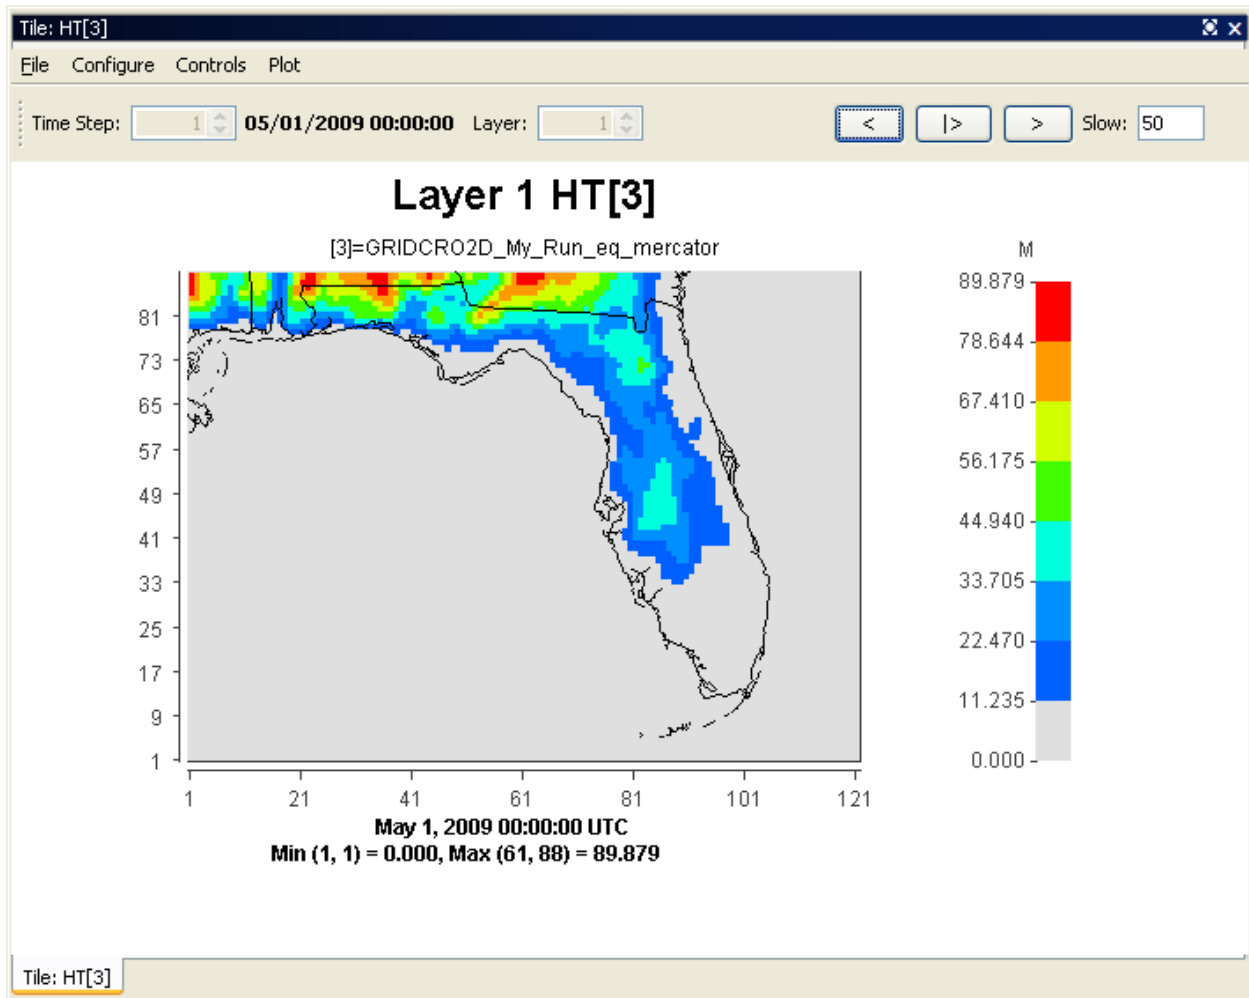 Tile: HT[3]
File Configure Controls Plot
Time Step: 1 05/01/2009 00:00:00 Layer: 1 < |> > Slow: 50
Layer 1 HT[3]
[3]=GRIDCRO2D_My_Run_eq_mercator
M
89.879
78.644
67.410
56.175
44.940
33.705
22.470
11.235
0.000
81
73
65
57
49
41
33
25
17
9
1
1 21 41 61 81 101 121
May 1, 2009 00:00:00 UTC
Min (1, 1) = 0.000, Max (61, 88) = 89.879
Tile: HT[3]